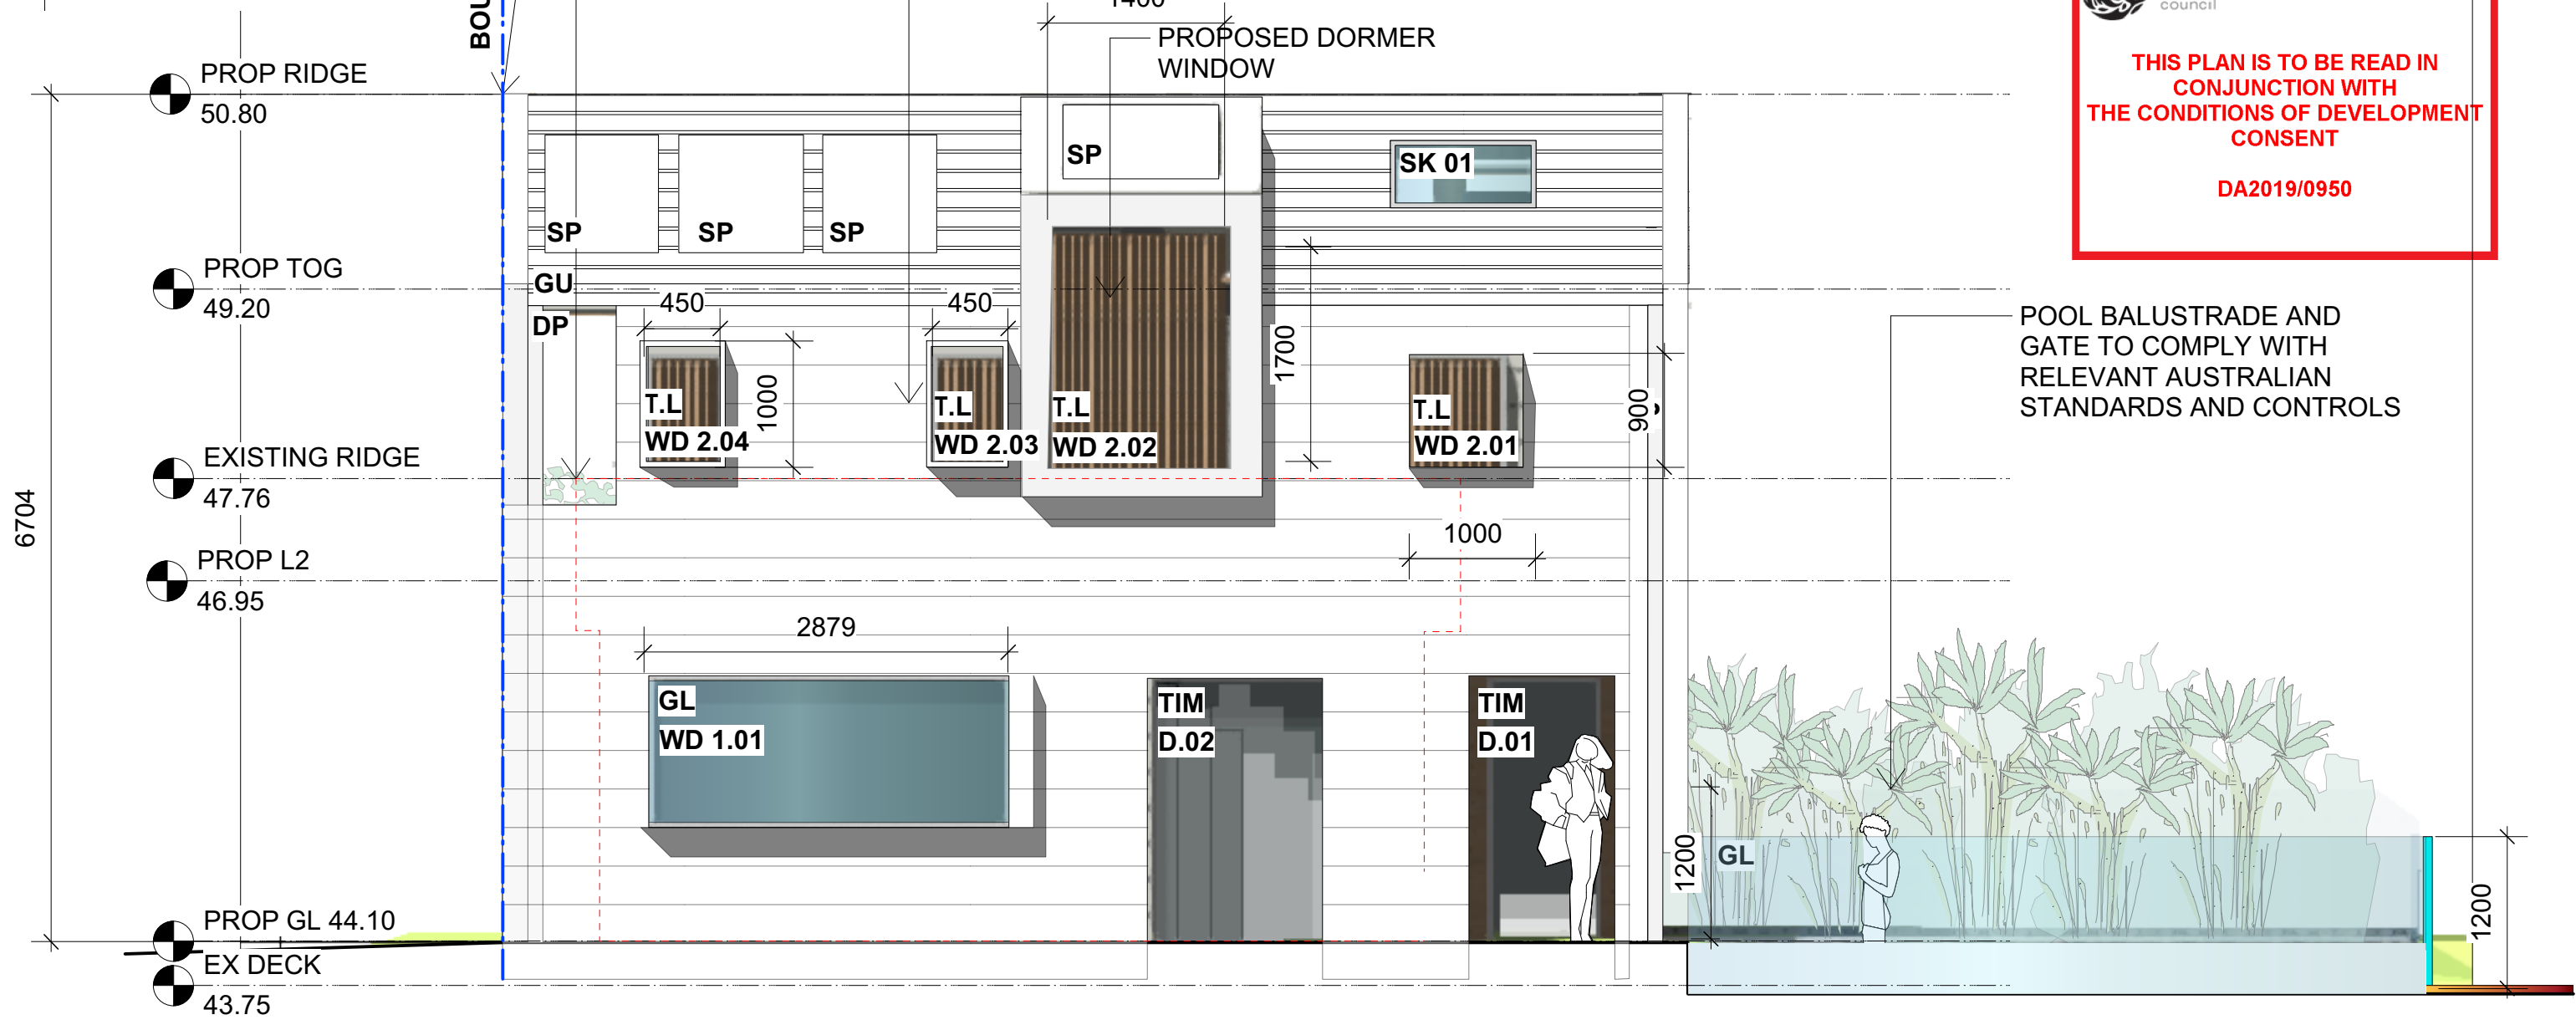 BOU
1400
council
PROPOSED DORMER
WINDOW
THIS PLAN IS TO BE READ IN
CONJUNCTION WITH
THE CONDITIONS OF DEVELOPMENT
CONSENT
DA2019/0950
PROP RIDGE
50.80
SP
SK 01
SP
SP
SP
PROP TOG
49.20
GU
DP
450
450
1700
POOL BALUSTRADE AND
GATE TO COMPLY WITH
RELEVANT AUSTRALIAN
STANDARDS AND CONTROLS
T.L
WD 2.04
1000
T.L
WD 2.03
T.L
WD 2.02
T.L
WD 2.01
900
EXISTING RIDGE
47.76
6704
1000
PROP L2
46.95
2879
GL
WD 1.01
TIM
D.02
TIM
D.01
1200
GL
1200
PROP GL 44.10
EX DECK
43.75